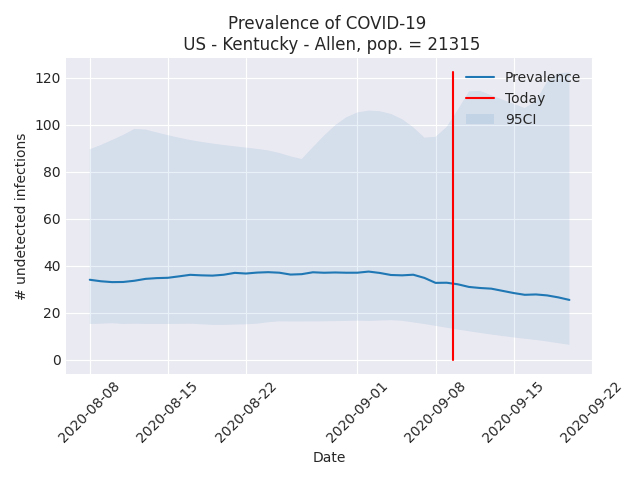 Prevalence of COVID-19
US - Kentucky - Allen, pop. = 21315
120
100
80
60
40
20
0
# undetected infections
Prevalence
Today
95CI
2020-08-08
2020-08-15
2020-08-22
2020-09-01
2020-09-08
2020-09-15
2020-09-22
Date